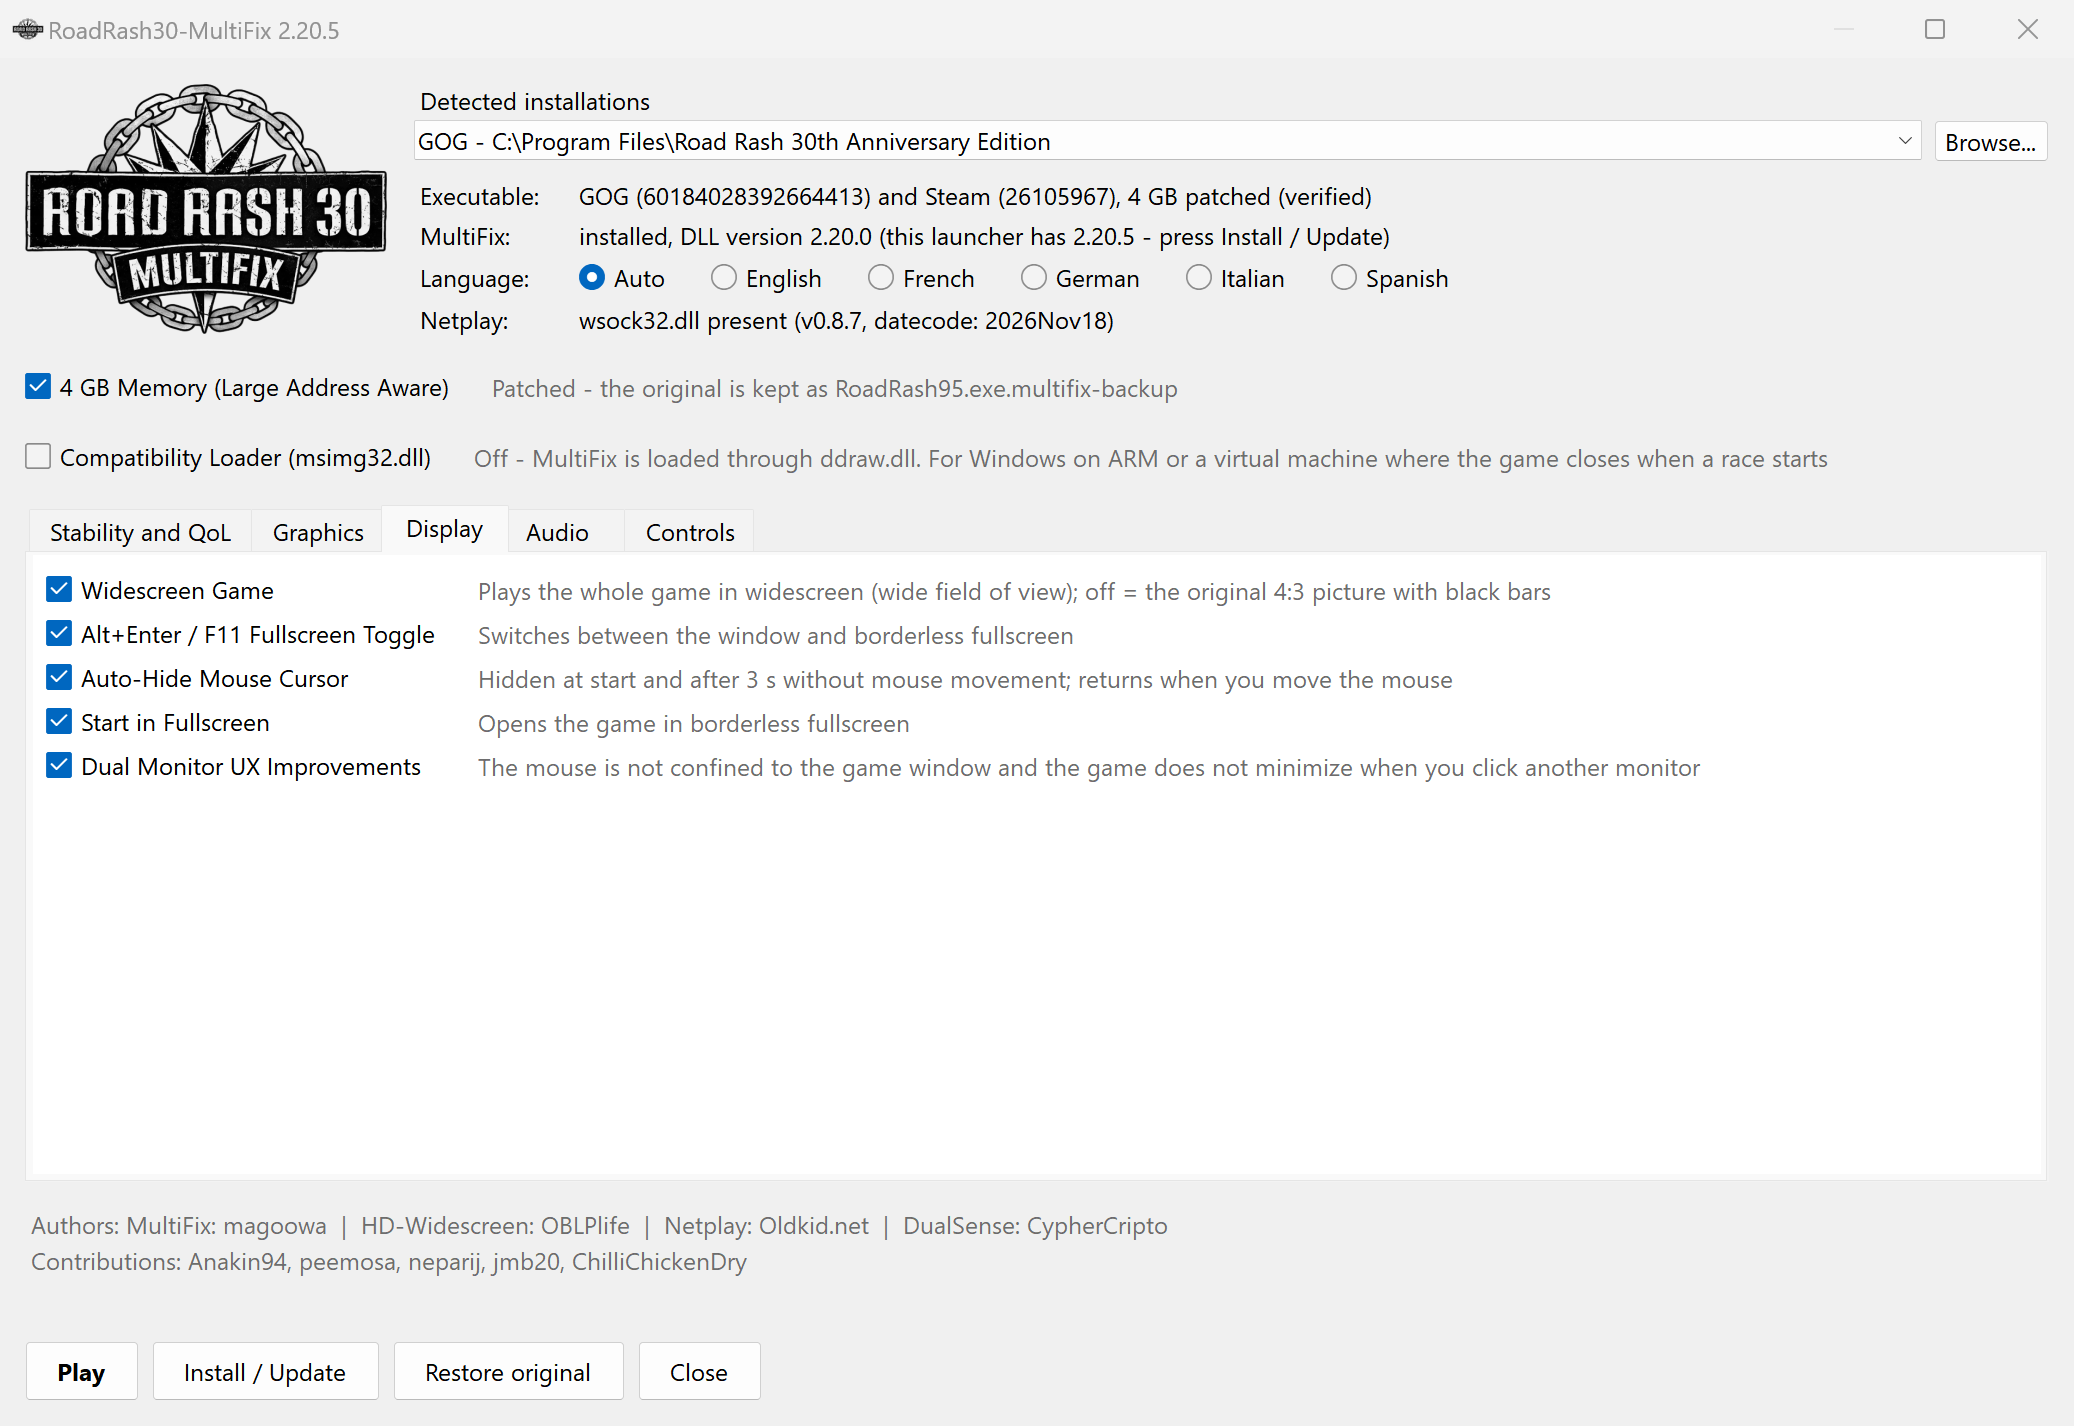 RoadRash30-MultiFix 2.20.5
ROAD RASH 30
MULTIFIX
Detected installations
GOG - C:\Program Files\Road Rash 30th Anniversary Edition
Browse...
Executable: GOG (60184028392664413) and Steam (26105967), 4 GB patched (verified)
MultiFix: installed, DLL version 2.20.0 (this launcher has 2.20.5 - press Install / Update)
Language: Auto English French German Italian Spanish
Netplay: wsock32.dll present (v0.8.7, datecode: 2026Nov18)
4 GB Memory (Large Address Aware) Patched - the original is kept as RoadRash95.exe.multifix-backup
Compatibility Loader (msimg32.dll) Off - MultiFix is loaded through ddraw.dll. For Windows on ARM or a virtual machine where the game closes when a race starts
Stability and QoL Graphics Display Audio Controls
Widescreen Game Plays the whole game in widescreen (wide field of view); off = the original 4:3 picture with black bars
Alt+Enter / F11 Fullscreen Toggle Switches between the window and borderless fullscreen
Auto-Hide Mouse Cursor Hidden at start and after 3 s without mouse movement; returns when you move the mouse
Start in Fullscreen Opens the game in borderless fullscreen
Dual Monitor UX Improvements The mouse is not confined to the game window and the game does not minimize when you click another monitor
Authors: MultiFix: magoowa | HD-Widescreen: OBLPlife | Netplay: Oldkid.net | DualSense: CypherCripto
Contributions: Anakin94, peemosa, neparij, jmb20, ChilliChickenDry
Play Install / Update Restore original Close